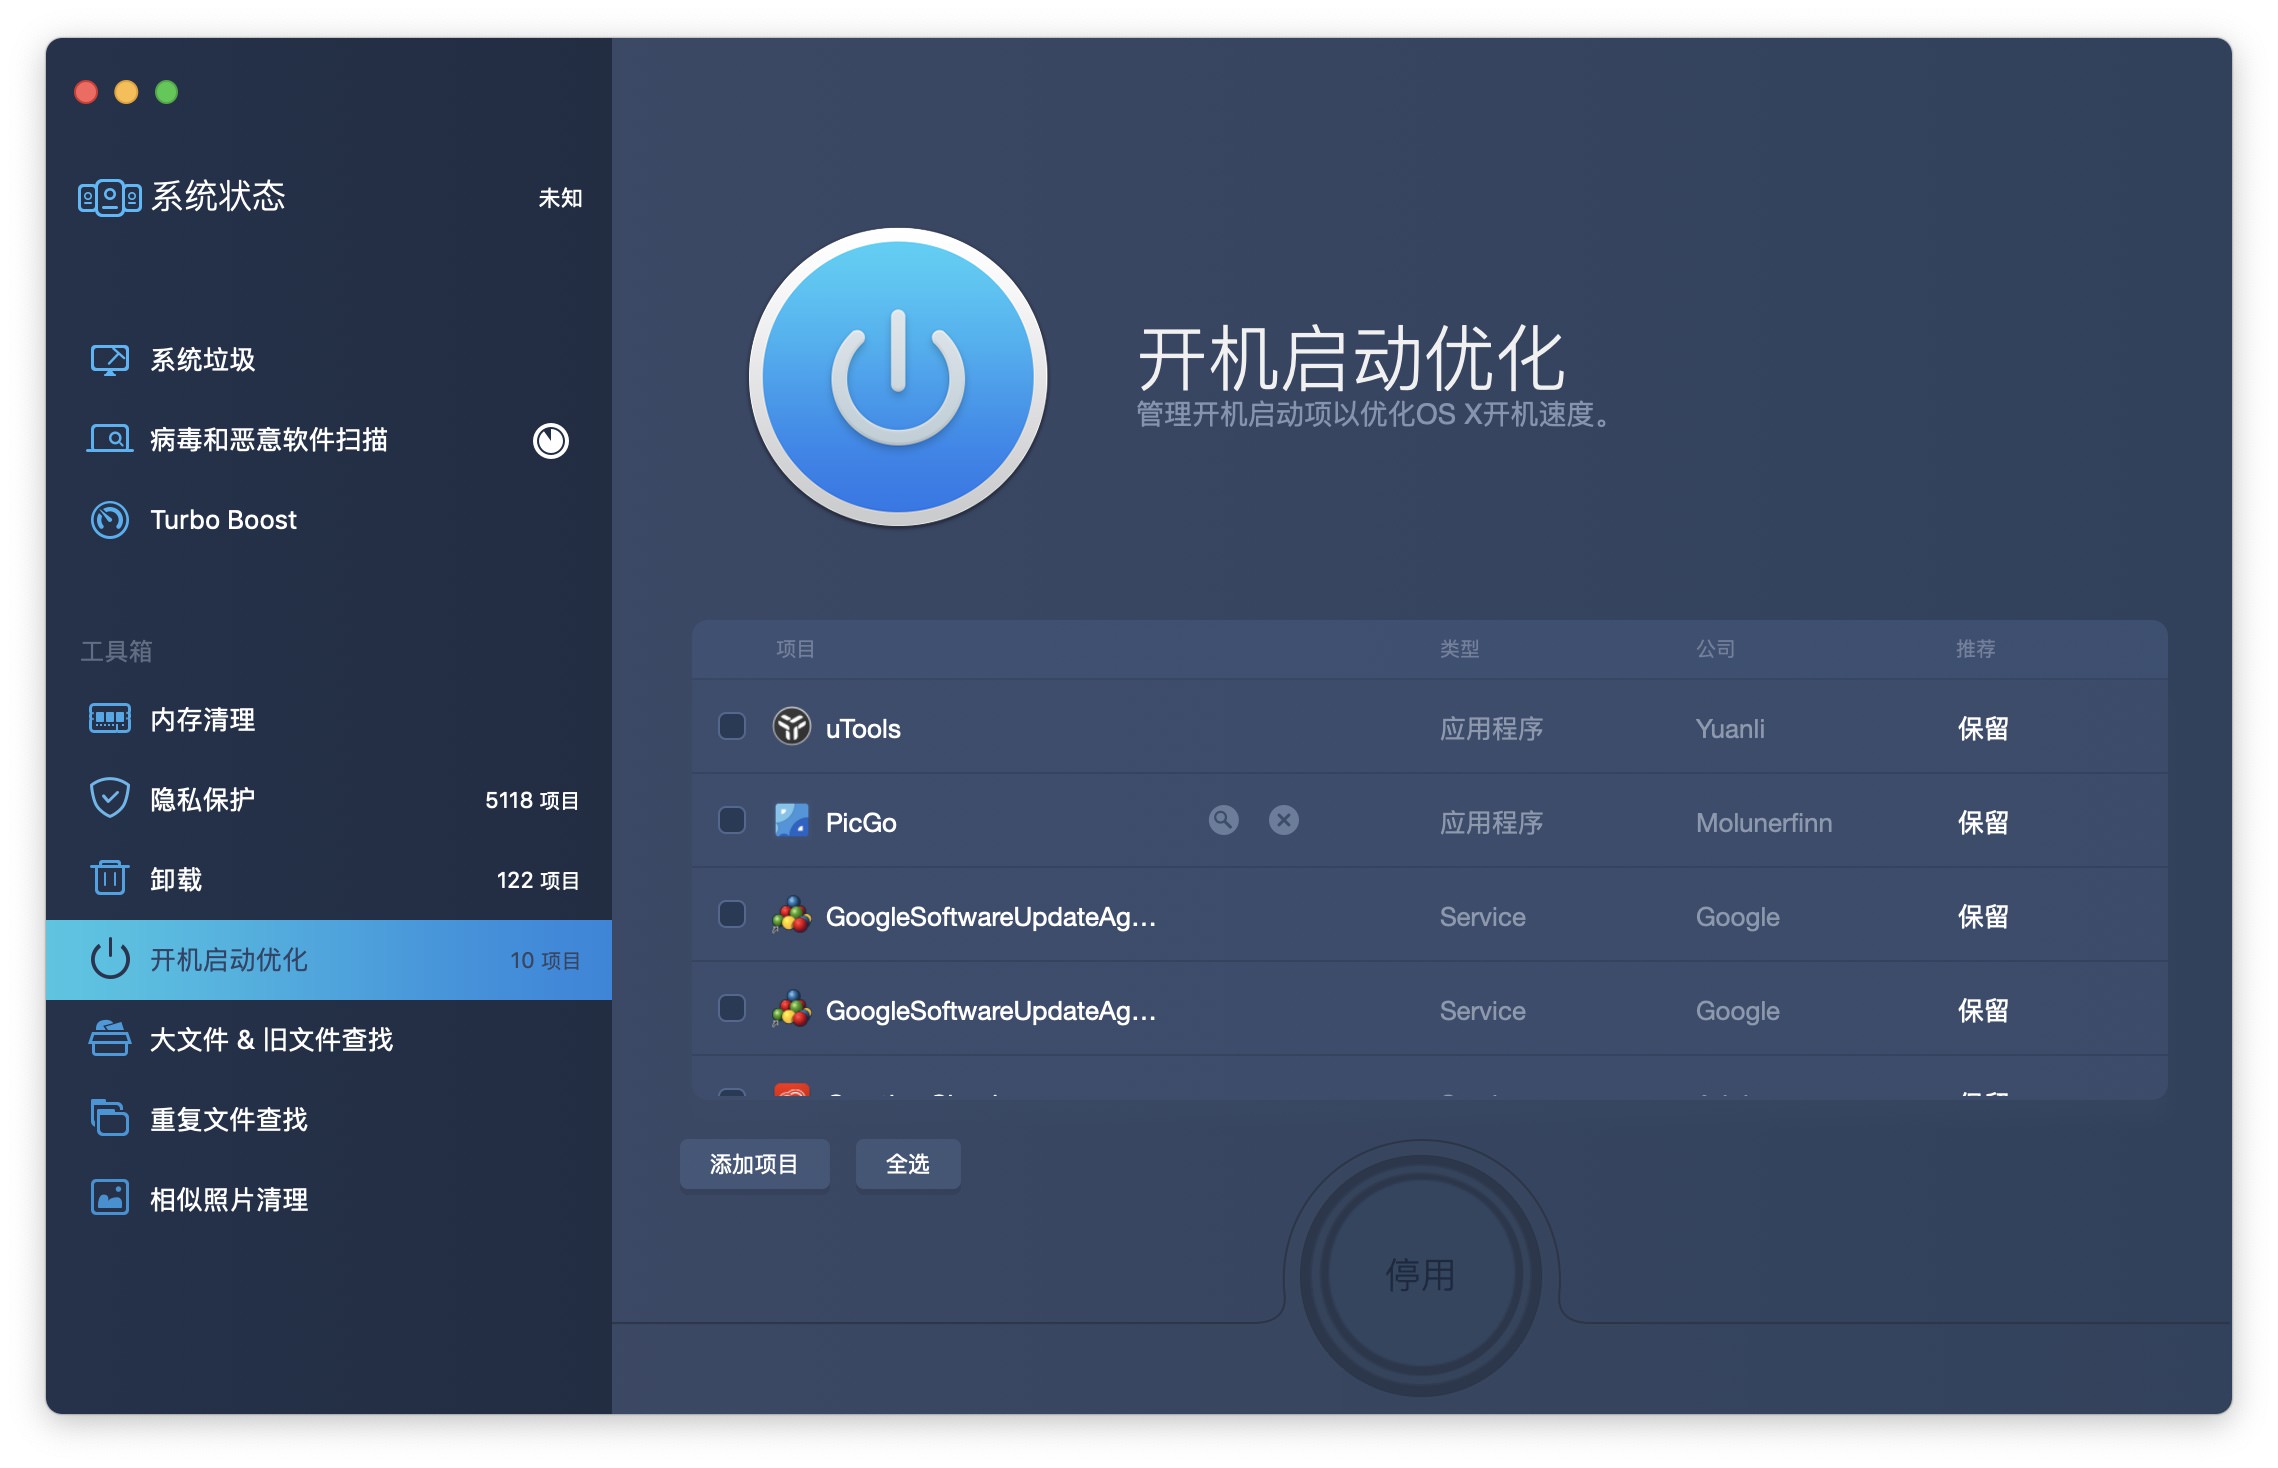 系统状态 未知
系统垃圾
病毒和恶意软件扫描
Turbo Boost
工具箱
内存清理
隐私保护 5118 项目
卸载 122 项目
开机启动优化 10 项目
大文件 & 旧文件查找
重复文件查找
相似照片清理
开机启动优化
管理开机启动项以优化OS X开机速度。
项目 类型 公司 推荐
uTools 应用程序 Yuanli 保留
PicGo 应用程序 Molunerfinn 保留
GoogleSoftwareUpdateAg... Service Google 保留
GoogleSoftwareUpdateAg... Service Google 保留
添加项目 全选
停用